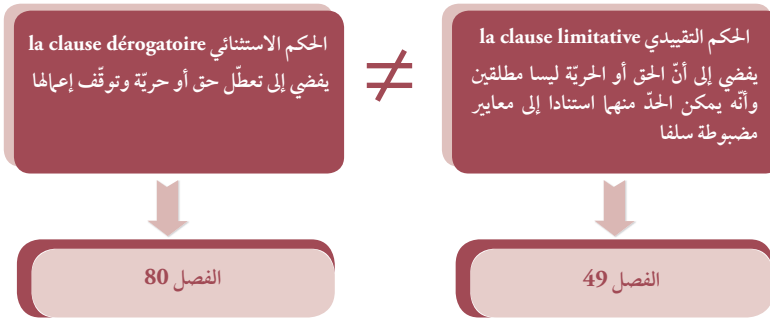 الحكم التقييدي la clause limitative
يفضي إلى أنّ الحق أو الحريّة ليسا مطلقين
وأنّه يمكن الحدّ منهما استنادا إلى معايير
مضبوطة سلفا
≠
الحكم الاستثنائي la clause dérogatoire
يفضي إلى تعطّل حق أو حريّة وتوقّف إعمالها
الفصل 49
الفصل 80